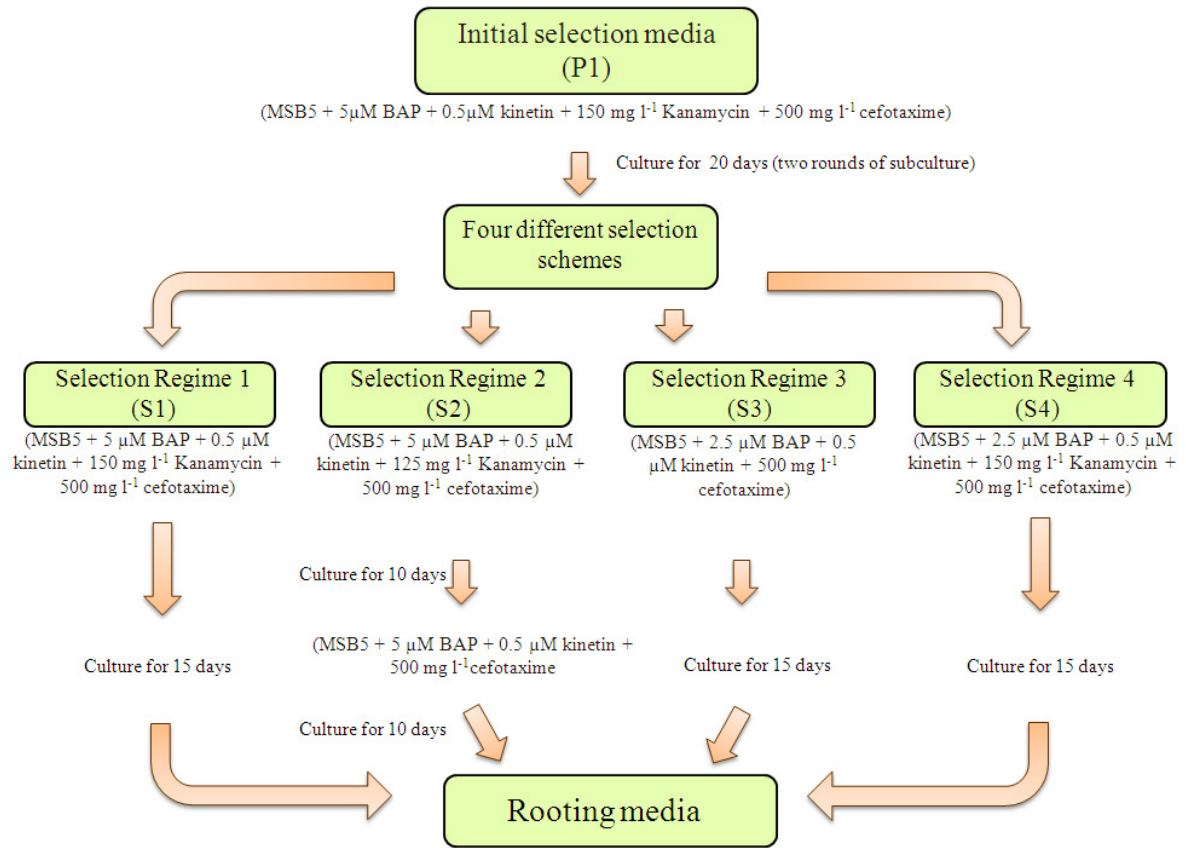 Initial selection media
(P1)
(MSB5 + 5µM BAP + 0.5µM kinetin + 150 mg l⁻¹ Kanamycin + 500 mg l⁻¹ cefotaxime)
Culture for 20 days (two rounds of subculture)
Four different selection
schemes
Selection Regime 1
(S1)
(MSB5 + 5 µM BAP + 0.5 µM
kinetin + 150 mg l⁻¹ Kanamycin +
500 mg l⁻¹ cefotaxime)
Selection Regime 2
(S2)
(MSB5 + 5 µM BAP + 0.5 µM
kinetin + 125 mg l⁻¹ Kanamycin +
500 mg l⁻¹ cefotaxime)
Selection Regime 3
(S3)
(MSB5 + 2.5 µM BAP + 0.5
µM kinetin + 500 mg l⁻¹
cefotaxime)
Selection Regime 4
(S4)
(MSB5 + 2.5 µM BAP + 0.5 µM
kinetin + 150 mg l⁻¹ Kanamycin +
500 mg l⁻¹ cefotaxime)
Culture for 10 days
Culture for 15 days
(MSB5 + 5 µM BAP + 0.5 µM kinetin +
500 mg l⁻¹cefotaxime
Culture for 15 days
Culture for 15 days
Culture for 10 days
Rooting media